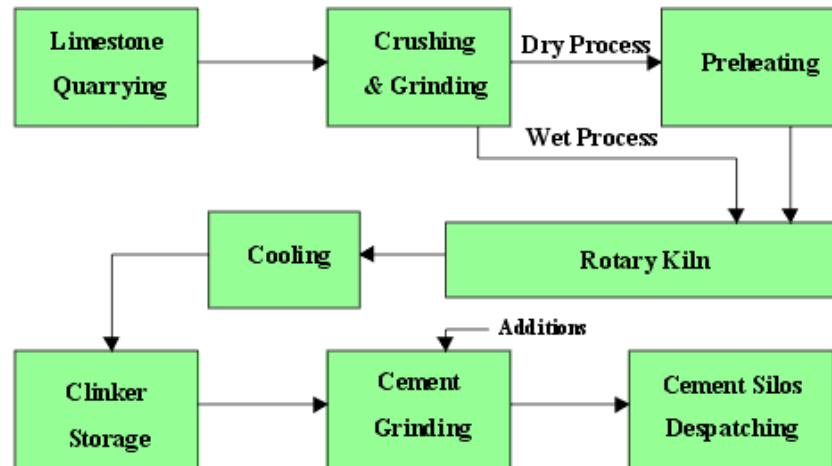 Limestone
Quarrying
Crushing
& Grinding
Dry Process
Preheating
Wet Process
Cooling
Rotary Kiln
Additions
Clinker
Storage
Cement
Grinding
Cement Silos
Despatching